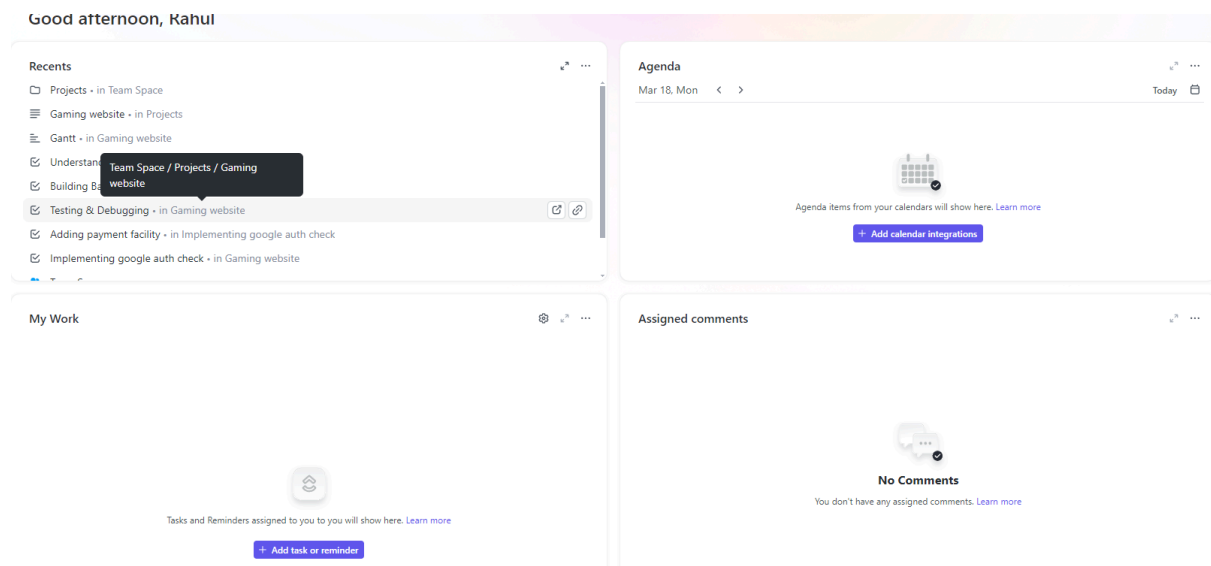 Good afternoon, Rahul
Recents
Projects • in Team Space
Gaming website • in Projects
Gantt • in Gaming website
Team Space / Projects / Gaming
website
Testing & Debugging • in Gaming website
Adding payment facility • in Implementing google auth check
Implementing google auth check • in Gaming website
Agenda
Mar 18, Mon
Today
Agenda items from your calendars will show here. Learn more
+ Add calendar integrations
My Work
Tasks and Reminders assigned to you to you will show here. Learn more
+ Add task or reminder
Assigned comments
No Comments
You don't have any assigned comments. Learn more